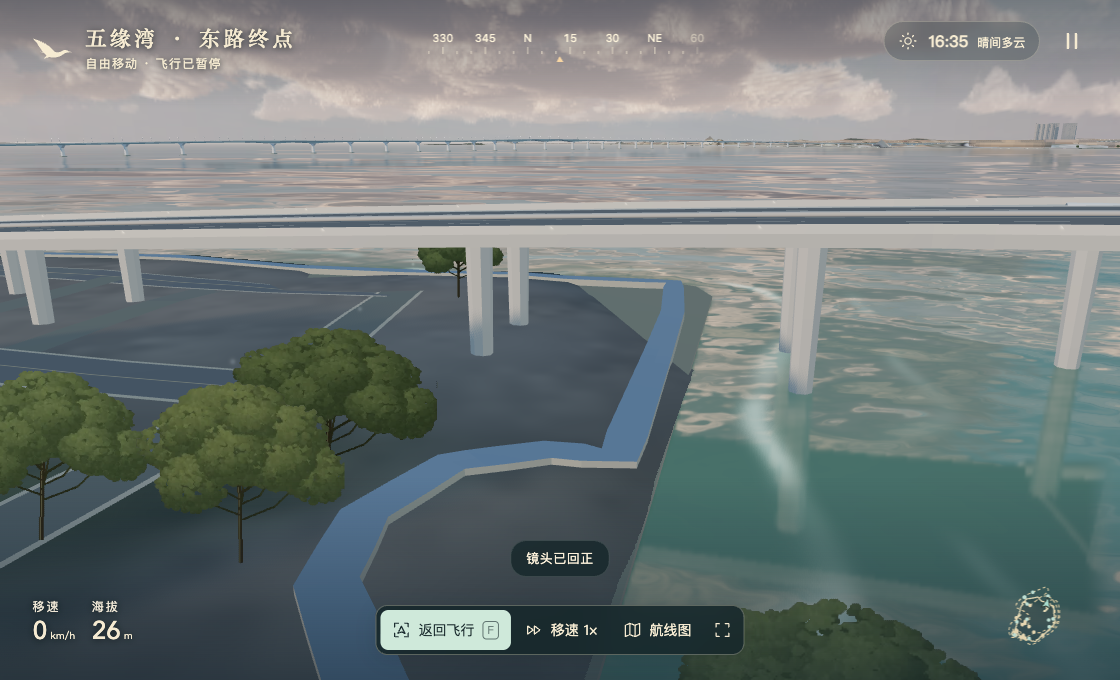 五缘湾 · 东路终点
自由移动 · 飞行已暂停
330 345 N 15 30 NE 60
16:35 晴间多云
镜头已回正
移速 海拔
0 km/h 26 m
返回飞行 F 移速 1x 航线图